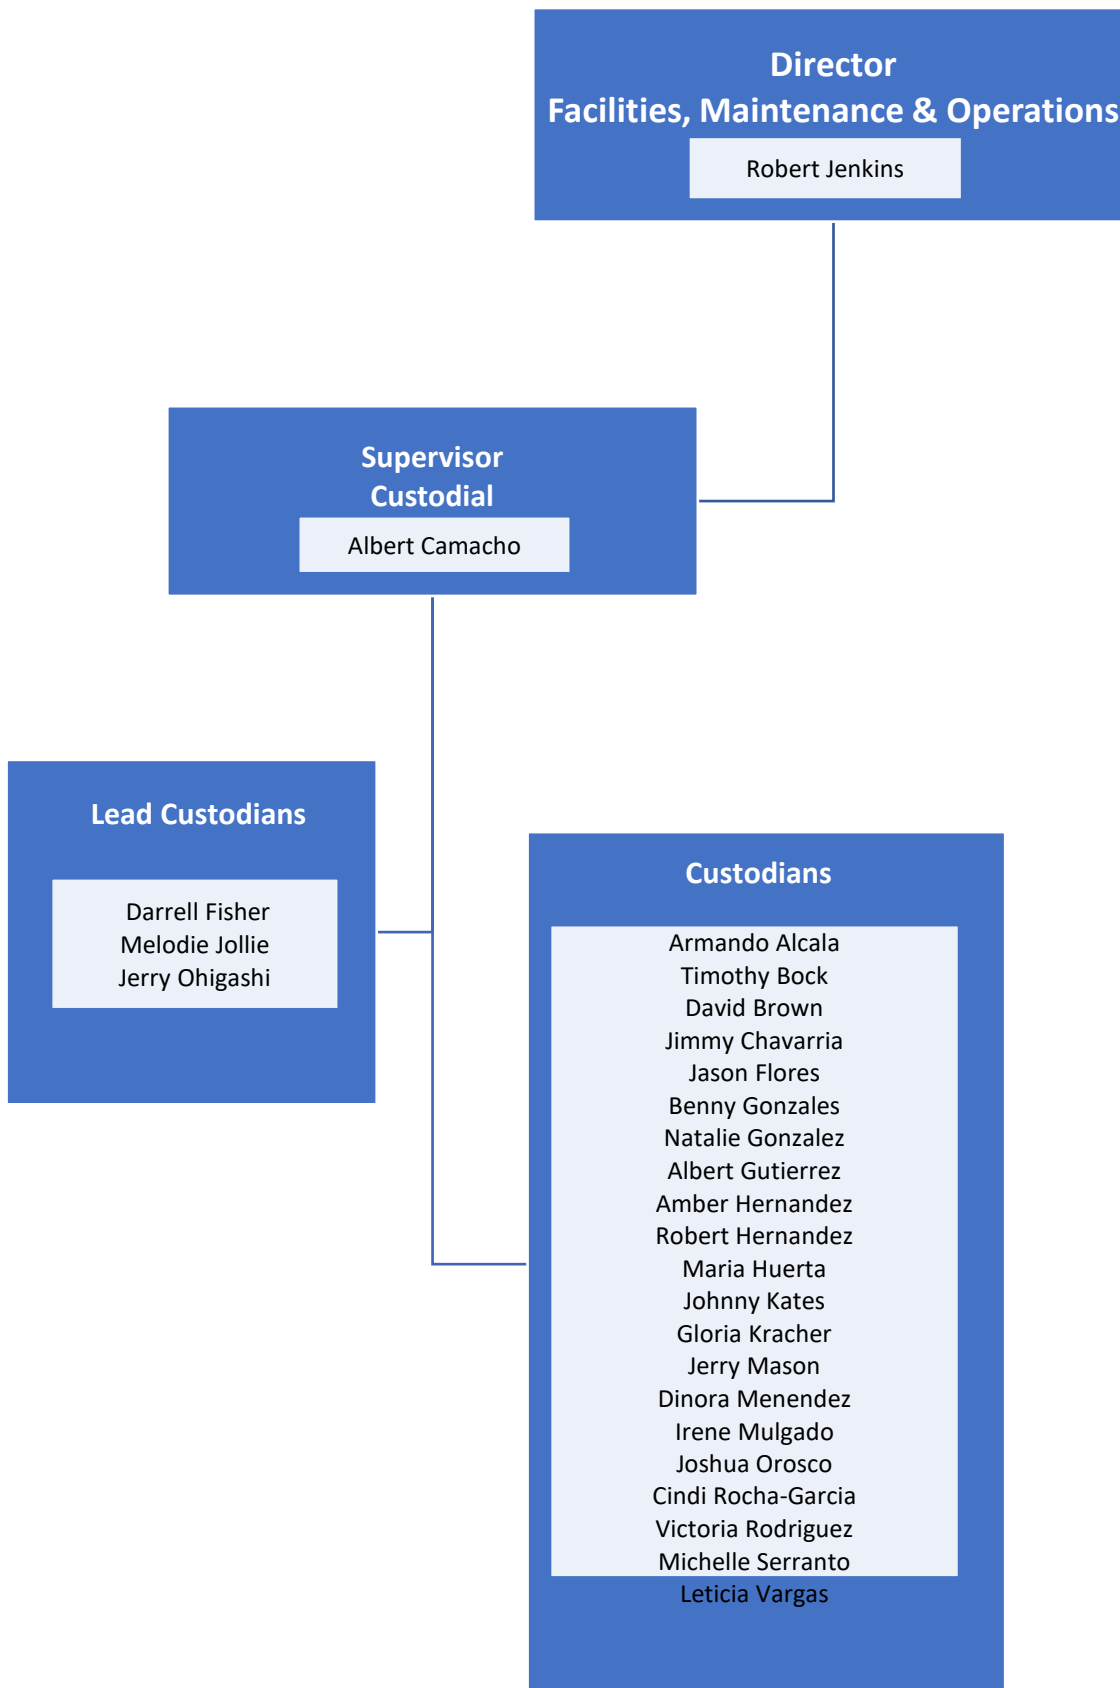 Director
Facilities, Maintenance & Operations
Robert Jenkins
Supervisor
Custodial
Albert Camacho
Lead Custodians
Darrell Fisher
Melodie Jollie
Jerry Ohigashi
Custodians
Armando Alcala
Timothy Bock
David Brown
Jimmy Chavarria
Jason Flores
Benny Gonzales
Natalie Gonzalez
Albert Gutierrez
Amber Hernandez
Robert Hernandez
Maria Huerta
Johnny Kates
Gloria Kracher
Jerry Mason
Dinora Menendez
Irene Mulgado
Joshua Orosco
Cindi Rocha-Garcia
Victoria Rodriguez
Michelle Serranto
Leticia Vargas